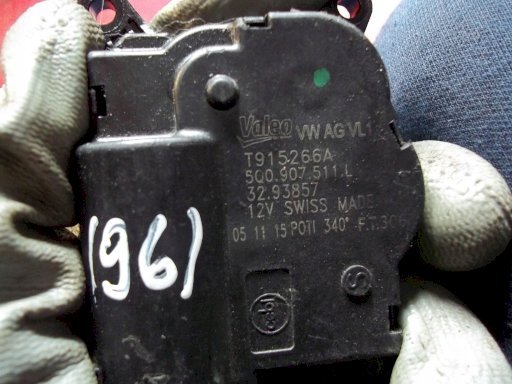 Valeo VW AG VL1
T915266A
5Q0.907.511.L
32.93857
12V SWISS MADE
05 11 15 POTI 340°
(96)
S